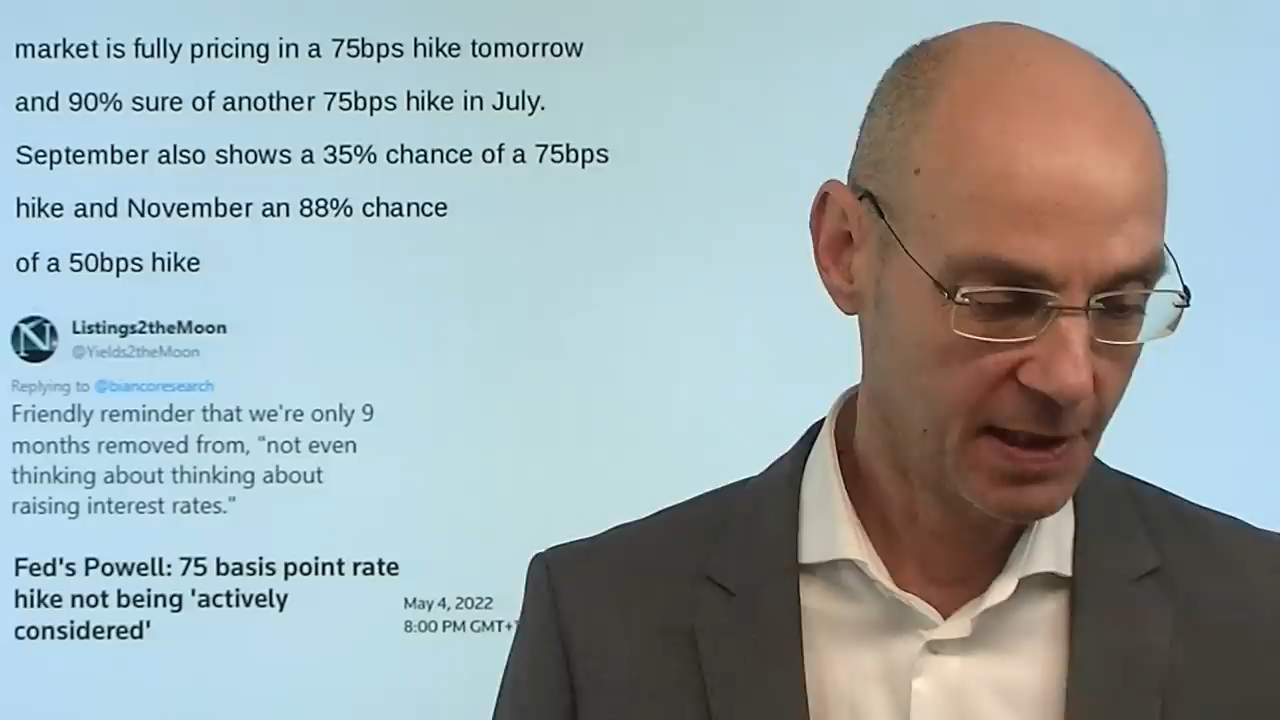 market is fully pricing in a 75bps hike tomorrow
and 90% sure of another 75bps hike in July.
September also shows a 35% chance of a 75bps
hike and November an 88% chance
of a 50bps hike
Listings2theMoon
@Yields2theMoon
Replying to @biancoresearch
Friendly reminder that we're only 9
months removed from, "not even
thinking about thinking about
raising interest rates."
Fed's Powell: 75 basis point rate
hike not being 'actively
considered'
May 4, 2022
8:00 PM GMT+